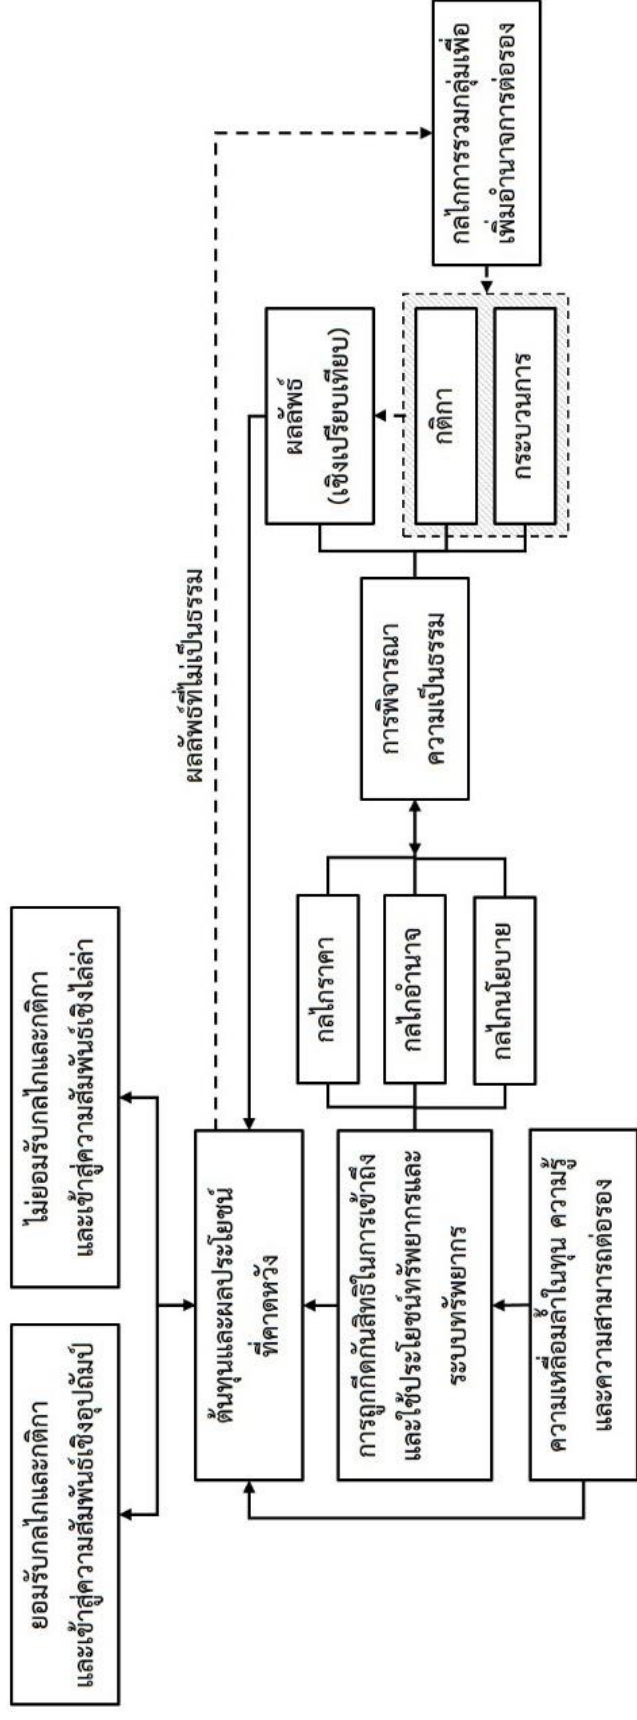 ยอมรับกลไกและกติกา
และเข้าสู่ความสัมพันธ์เชิงอุปถัมป์
ไม่ยอมรับกลไกและกติกา
และเข้าสู่ความสัมพันธ์เชิงไล่ล่า
ผลลัพธ์ที่ไม่เป็นธรรม
ต้นทุนและผลประโยชน์
ที่คาดหวัง
การถูกกีดกันสิทธิในการเข้าถึง
และใช้ประโยชน์ทรัพยากรและ
ระบบทรัพยากร
ความเหลื่อมล้ำในทุน ความรู้
และความสามารถต่อรอง
กลไกราคา
กลไกอำนาจ
กลไกนโยบาย
การพิจารณา
ความเป็นธรรม
ผลลัพธ์
(เชิงเปรียบเทียบ)
กติกา
กระบวนการ
กลไกการรวมกลุ่มเพื่อ
เพิ่มอำนาจการต่อรอง